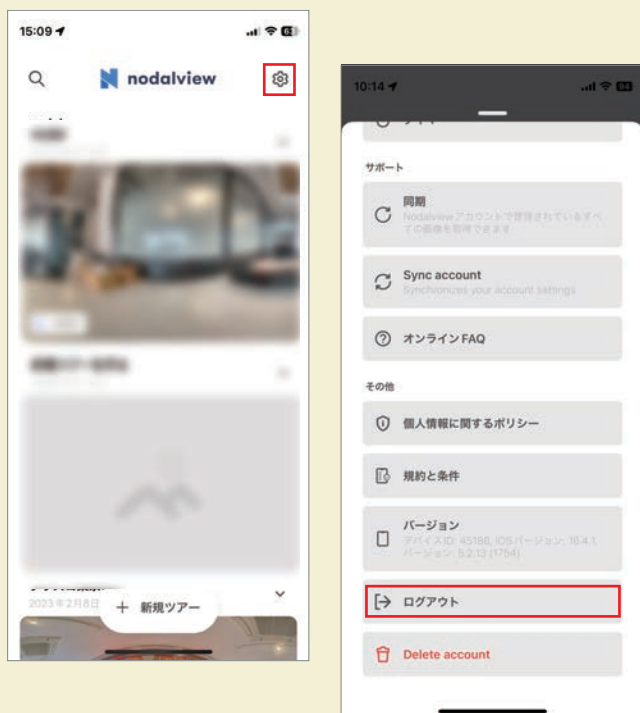 15:09
63
nodalview
2023年2月8日
+ 新規ツアー
10:14
サポート
同期
Nodalviewアカウントで管理されているすべ
ての画像を取得できます
Sync account
Synchronizes your account settings
オンラインFAQ
その他
個人情報に関するポリシー
規約と条件
バージョン
デバイスID: 45186, iOSバージョン: 16.4.1,
バージョン: 5.2.13 (1754)
ログアウト
Delete account